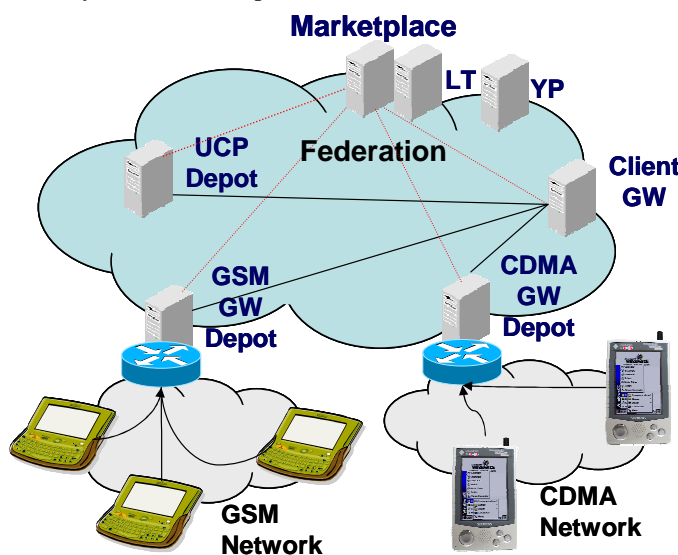 Marketplace
LT
YP
UCP
Depot
Federation
Client
GW
GSM
GW
Depot
CDMA
GW
Depot
GSM
Network
CDMA
Network